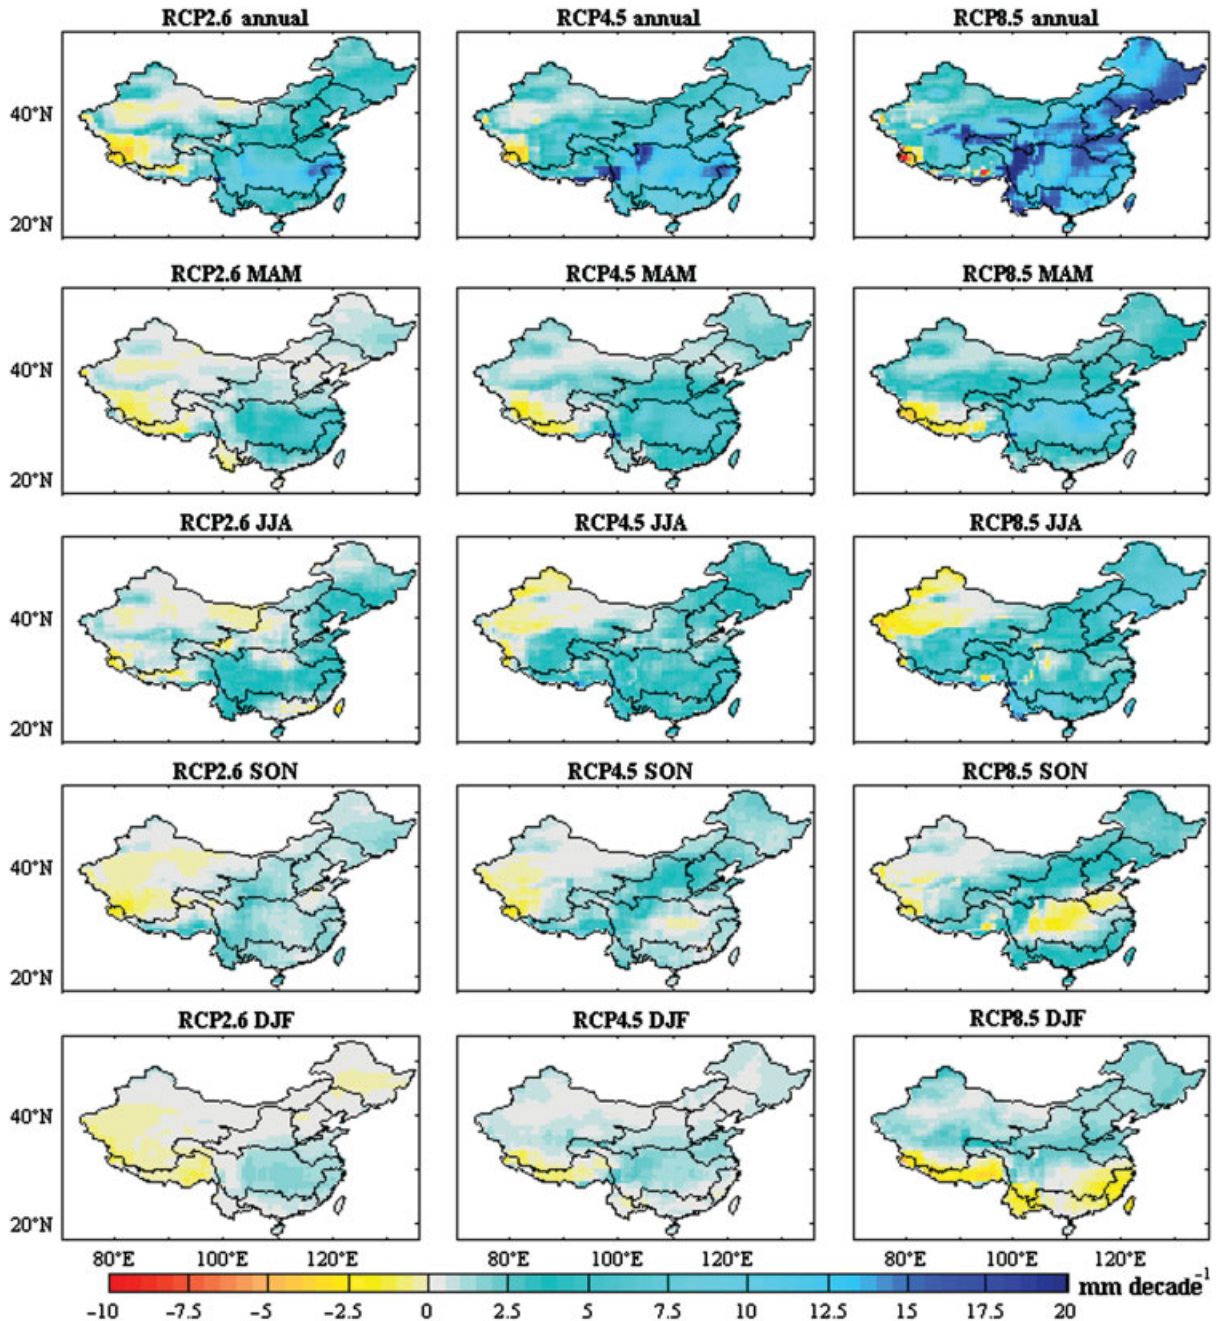 RCP2.6 annual RCP4.5 annual RCP8.5 annual
40°N
20°N
RCP2.6 MAM RCP4.5 MAM RCP8.5 MAM
40°N
20°N
RCP2.6 JJA RCP4.5 JJA RCP8.5 JJA
40°N
20°N
RCP2.6 SON RCP4.5 SON RCP8.5 SON
40°N
20°N
RCP2.6 DJF RCP4.5 DJF RCP8.5 DJF
40°N
20°N
80°E 100°E 120°E 80°E 100°E 120°E 80°E 100°E 120°E
mm decade⁻¹
−10 −7.5 −5 −2.5 0 2.5 5 7.5 10 12.5 15 17.5 20